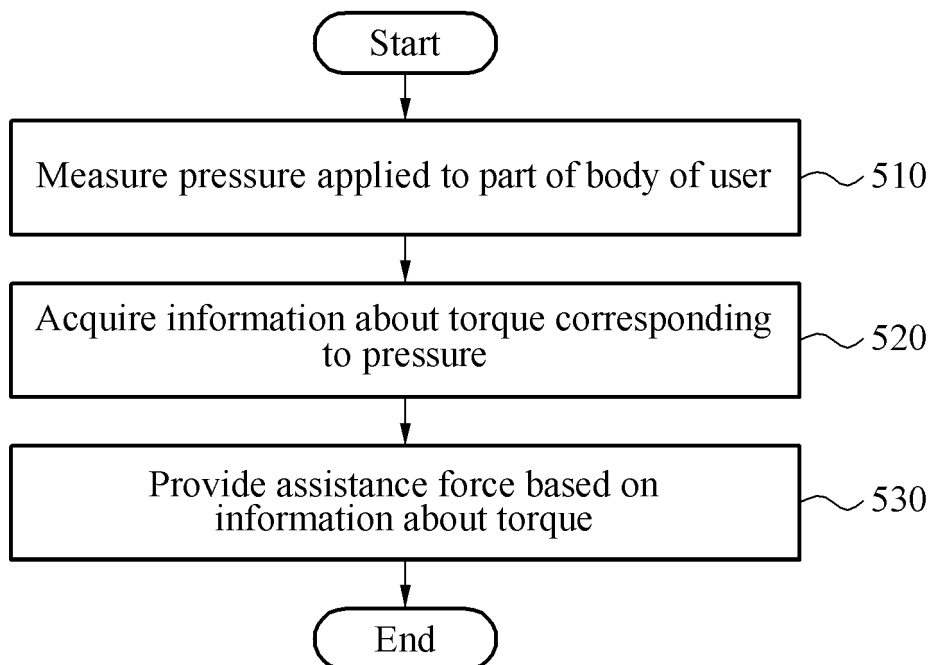 Start
Measure pressure applied to part of body of user
510
Acquire information about torque corresponding
to pressure
520
Provide assistance force based on
information about torque
530
End